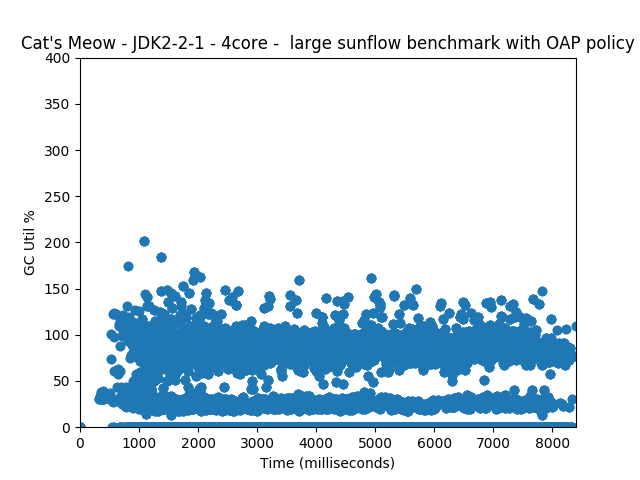 Cat's Meow - JDK2-2-1 - 4core -  large sunflow benchmark with OAP policy
400
350
300
250
200
150
100
50
0
GC Util %
0 1000 2000 3000 4000 5000 6000 7000 8000
Time (milliseconds)